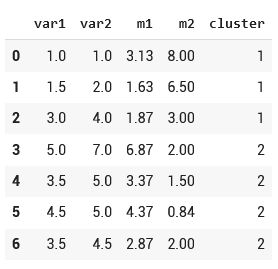 var1 var2 m1 m2 cluster
0 1.0 1.0 3.13 8.00 1
1 1.5 2.0 1.63 6.50 1
2 3.0 4.0 1.87 3.00 1
3 5.0 7.0 6.87 2.00 2
4 3.5 5.0 3.37 1.50 2
5 4.5 5.0 4.37 0.84 2
6 3.5 4.5 2.87 2.00 2